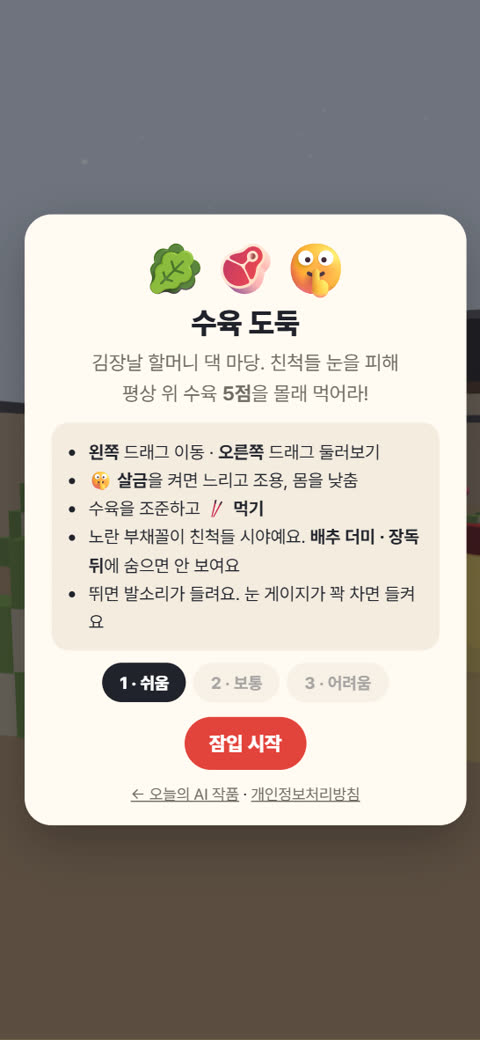 수육 도둑
김장날 할머니 댁 마당. 친척들 눈을 피해
평상 위 수육 5점을 몰래 먹어라!
• 왼쪽 드래그 이동 · 오른쪽 드래그 둘러보기
• 🤫 살금을 켜면 느리고 조용, 몸을 낮춤
• 수육을 조준하고 🥢 먹기
• 노란 부채꼴이 친척들 시야예요. 배추 더미 · 장독
뒤에 숨으면 안 보여요
• 뛰면 발소리가 들려요. 눈 게이지가 꽉 차면 들켜
요
1 · 쉬움 2 · 보통 3 · 어려움
잠입 시작
← 오늘의 AI 작품 · 개인정보처리방침